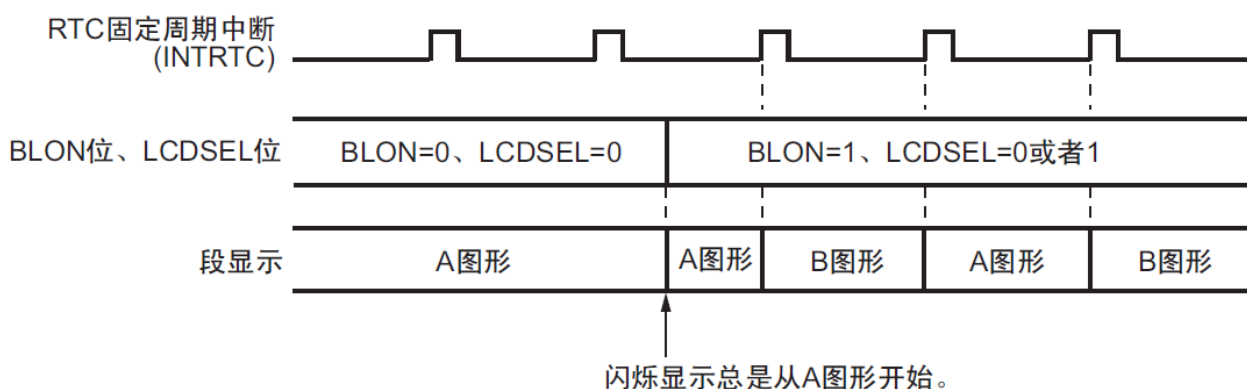 RTC固定周期中断
(INTRTC)
BLON位、LCDSEL位
BLON=0、LCDSEL=0
BLON=1、LCDSEL=0或者1
段显示
A图形
A图形
B图形
A图形
B图形
闪烁显示总是从A图形开始。